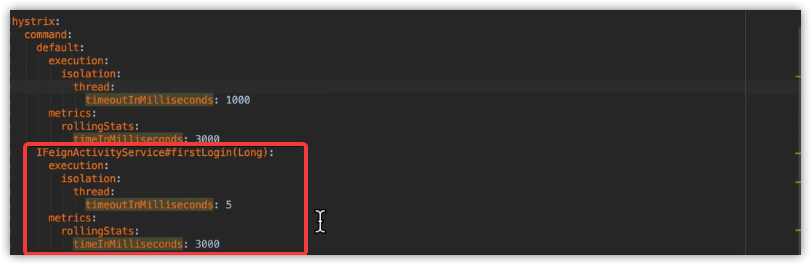 hystrix:
  command:
    default:
      execution:
        isolation:
          thread:
            timeoutInMilliseconds: 1000
      metrics:
        rollingStats:
          timeInMilliseconds: 3000
    IFeignActivityService#firstLogin(Long):
      execution:
        isolation:
          thread:
            timeoutInMilliseconds: 5
      metrics:
        rollingStats:
          timeInMilliseconds: 3000